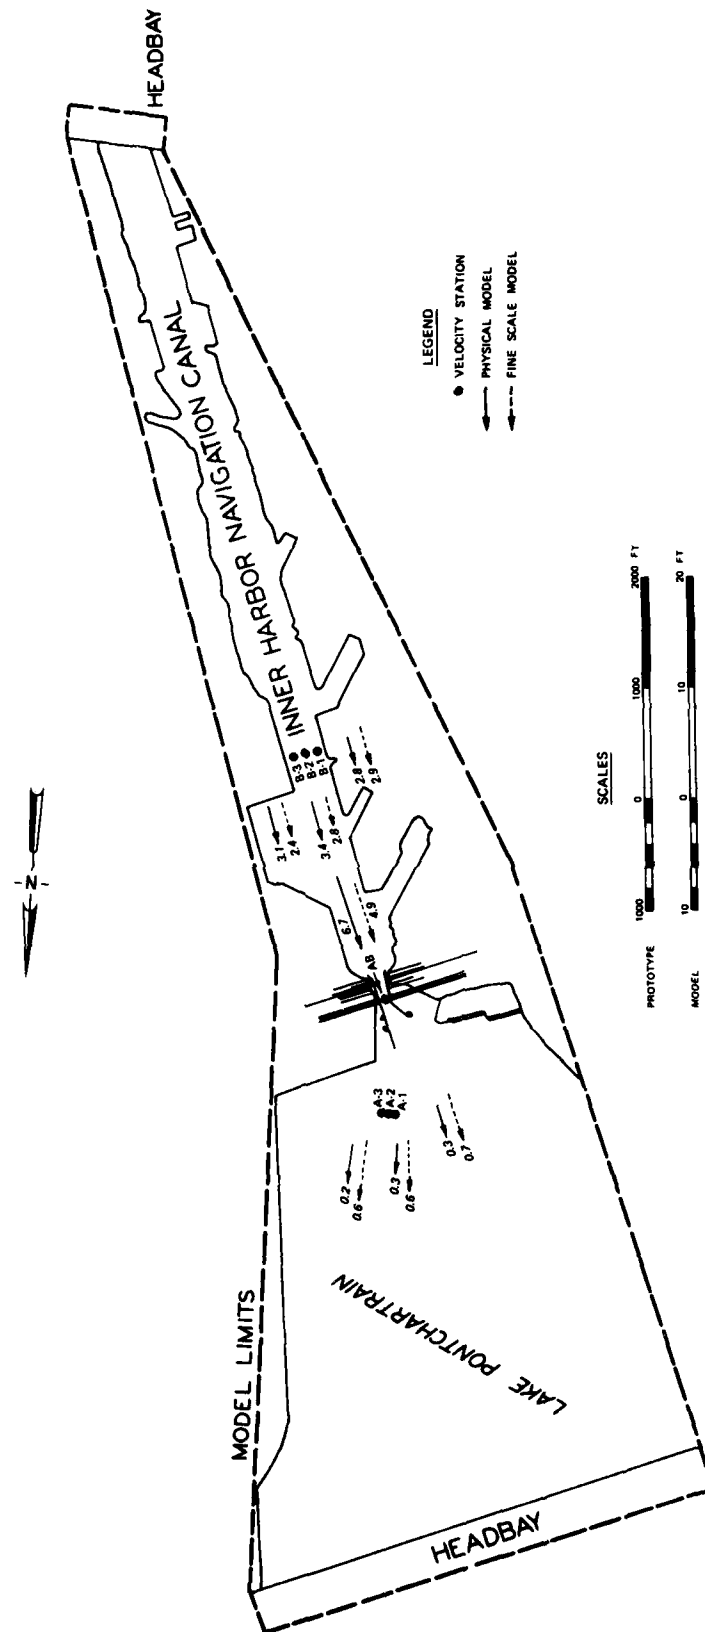 HEADBAY
INNER HARBOR NAVIGATION CANAL
LEGEND
VELOCITY STATION
PHYSICAL MODEL
FINE SCALE MODEL
N
B-3
B-2
B-1
2.8
2.9
3.1
2.4
3.4
2.8
6.7
4.9
AB
A-3
A-2
A-1
0.2
0.6
0.3
0.6
0.3
0.7
SCALES
PROTOTYPE 1000 0 1000 2000 FT
MODEL 10 0 10 20 FT
MODEL LIMITS
LAKE PONTCHARTRAIN
HEADBAY